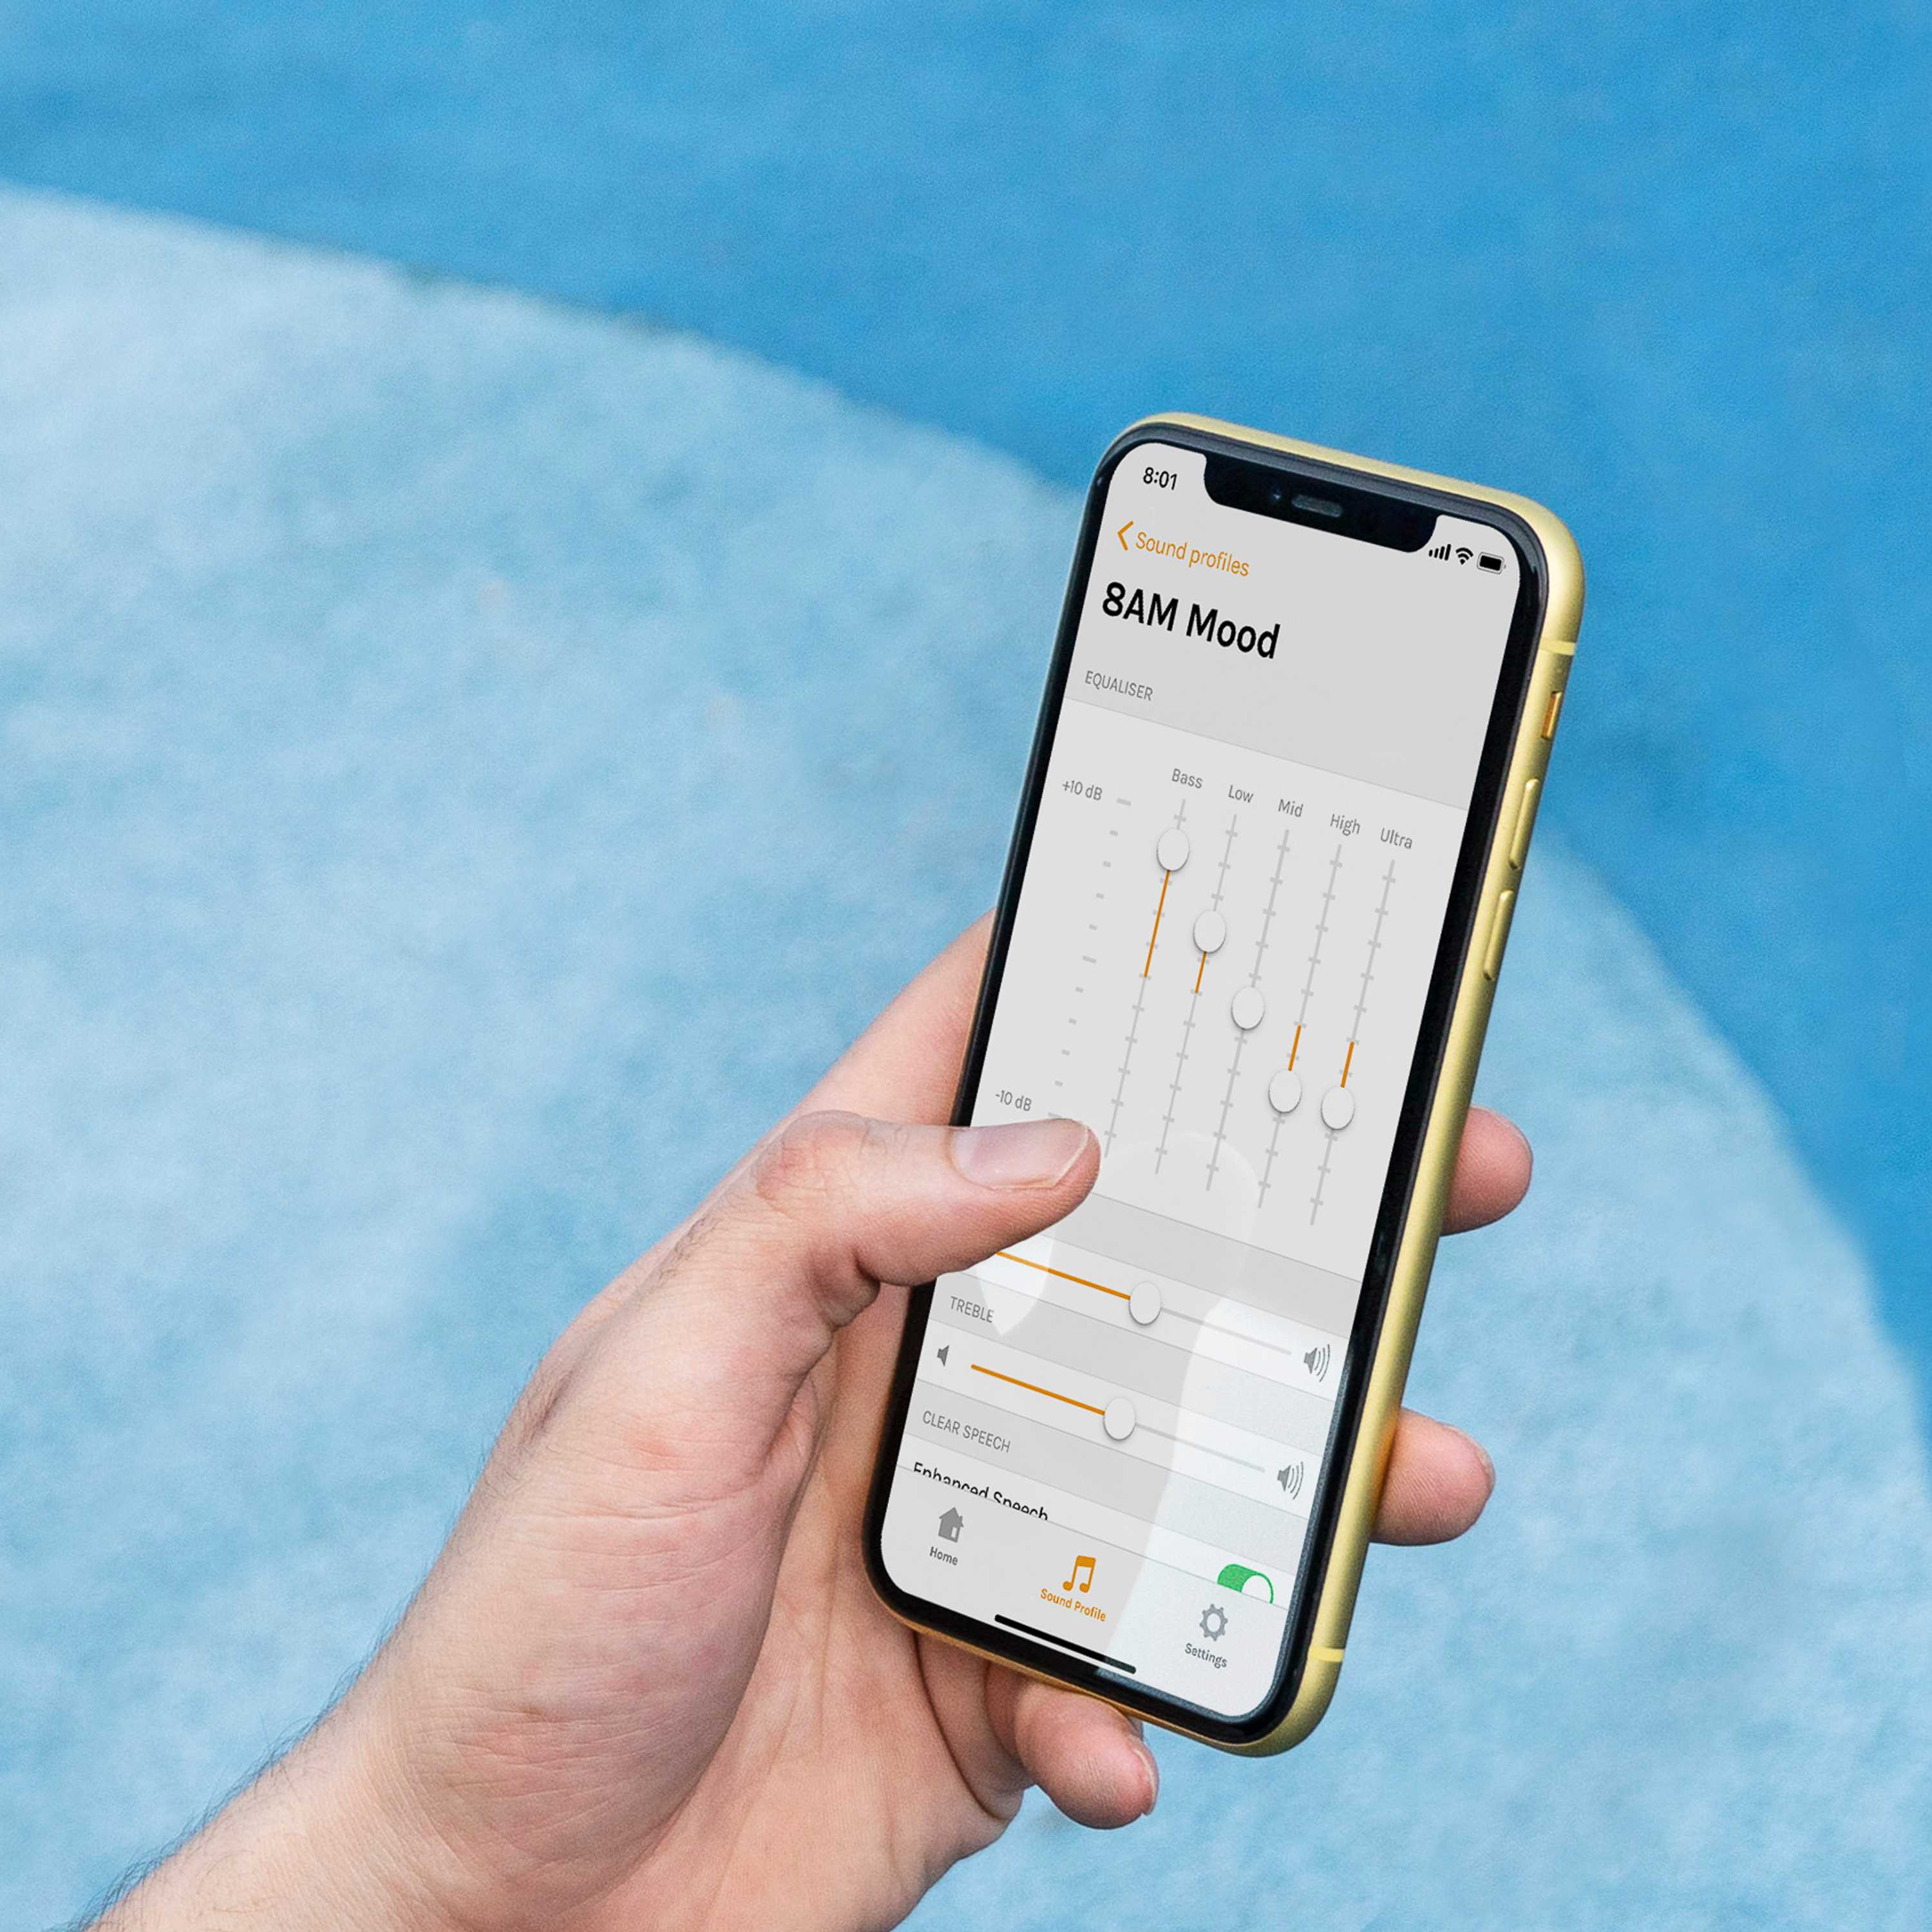 8:01
Sound profiles
8AM Mood
EQUALISER
Bass Low Mid High Ultra
+10 dB
-10 dB
TREBLE
CLEAR SPEECH
Enhanced Speech
Home Sound Profile Settings